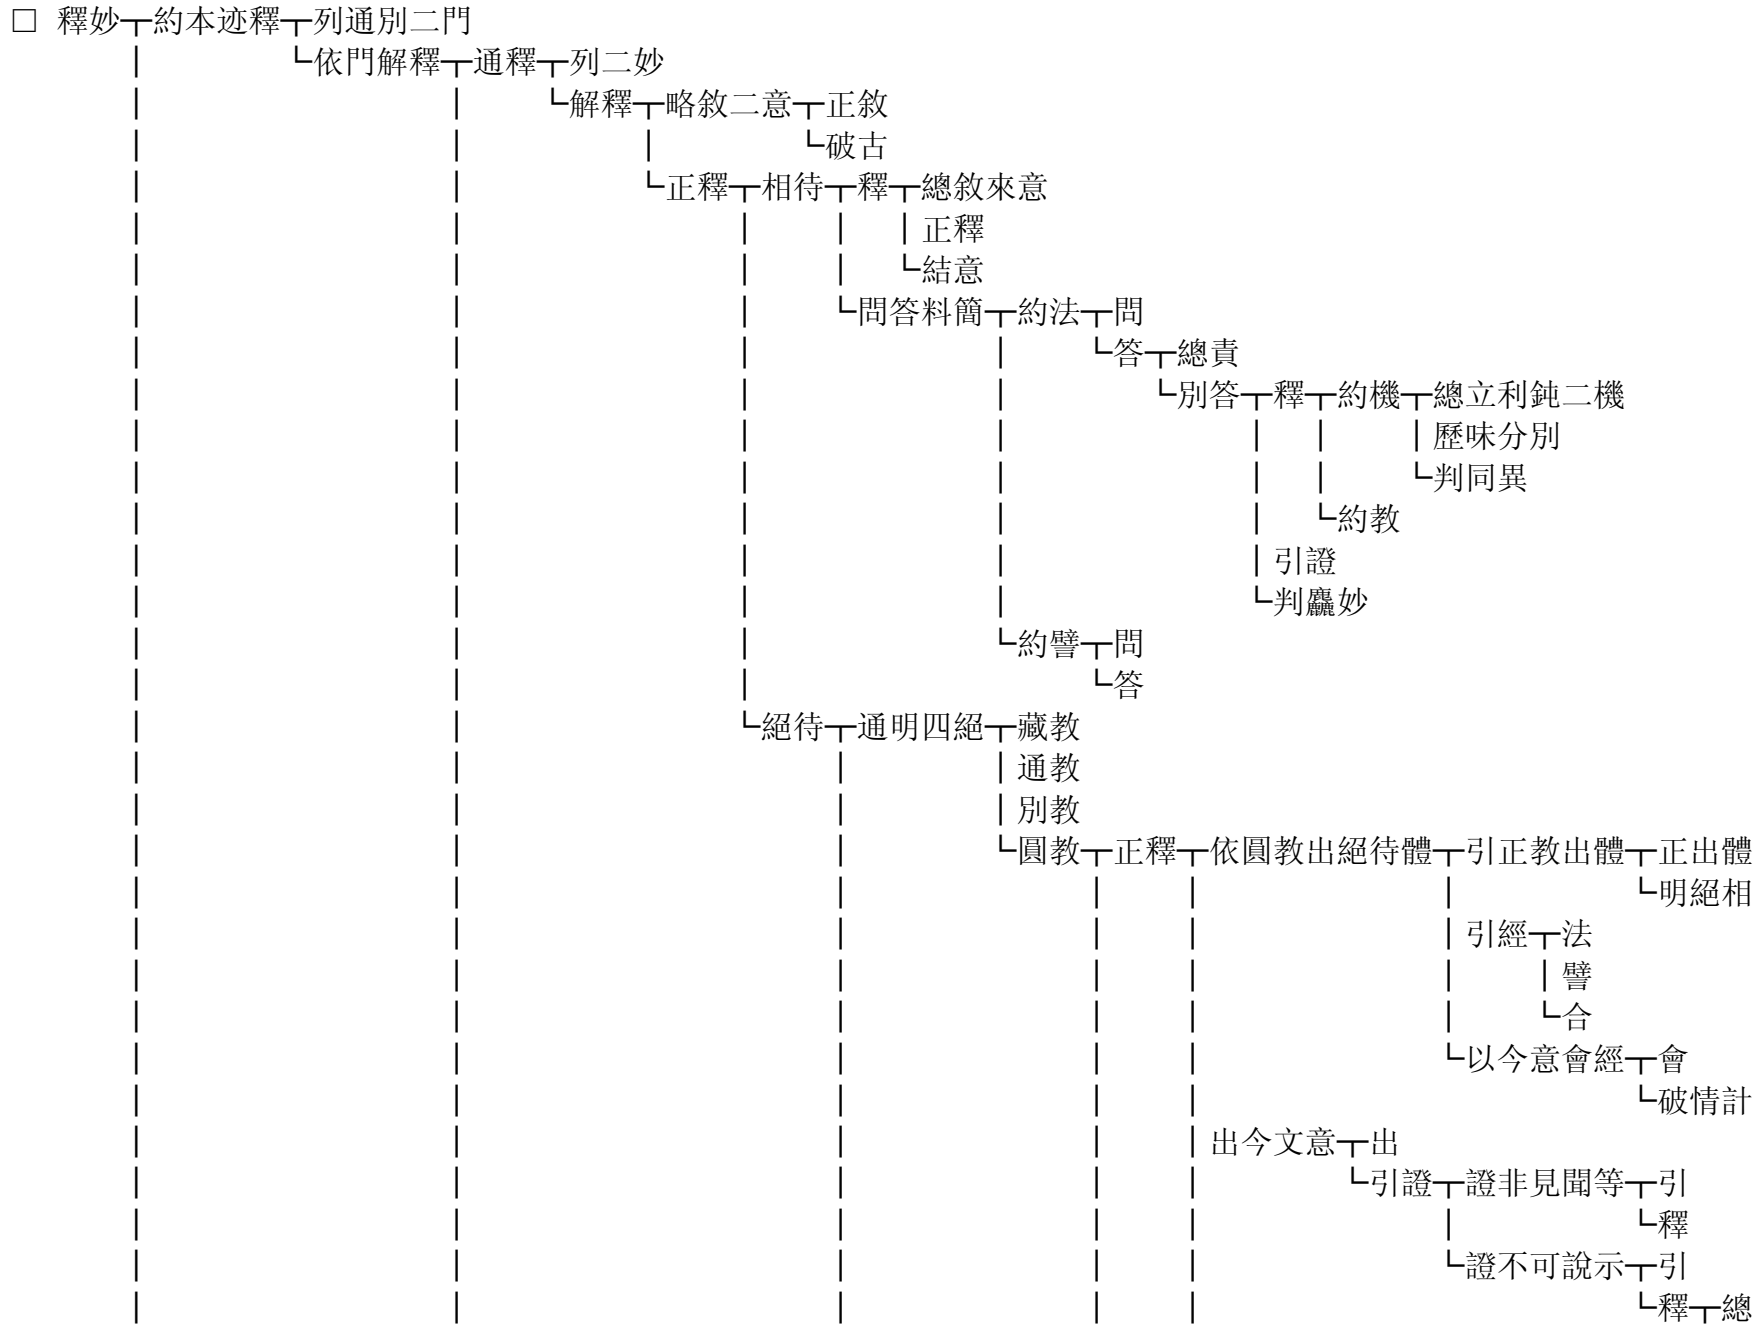 □ 釋妙┬約本迹釋┬列通別二門
└依門解釋┬通釋┬列二妙
└解釋┬略敘二意┬正敘
└破古
└正釋┬相待┬釋┬總敘來意
正釋
└結意
└問答料簡┬約法┬問
└答┬總責
└別答┬釋┬約機┬總立利鈍二機
歷味分別
└判同異
└約教
引證
└判麤妙
└約譬┬問
└答
└絕待┬通明四絕┬藏教
通教
別教
└圓教┬正釋┬依圓教出絕待體┬引正教出體┬正出體
└明絕相
引經┬法
譬
└合
└以今意會經┬會
└破情計
出今文意┬出
└引證┬證非見聞等┬引
└釋
└證不可說示┬引
└釋┬總